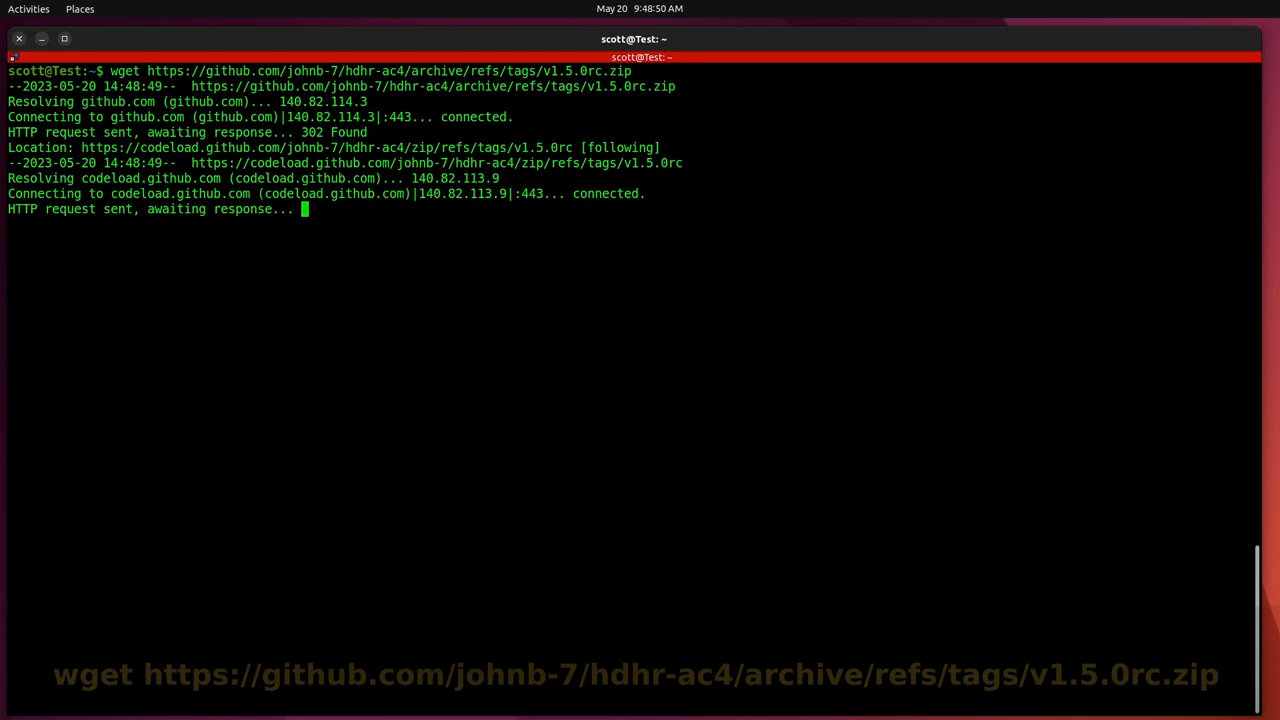 Activities Places May 20 9:48:50 AM
scott@Test: ~
scott@Test: ~
scott@Test:~$ wget https://github.com/johnb-7/hdhr-ac4/archive/refs/tags/v1.5.0rc.zip
--2023-05-20 14:48:49-- https://github.com/johnb-7/hdhr-ac4/archive/refs/tags/v1.5.0rc.zip
Resolving github.com (github.com)... 140.82.114.3
Connecting to github.com (github.com)|140.82.114.3|:443... connected.
HTTP request sent, awaiting response... 302 Found
Location: https://codeload.github.com/johnb-7/hdhr-ac4/zip/refs/tags/v1.5.0rc [following]
--2023-05-20 14:48:49-- https://codeload.github.com/johnb-7/hdhr-ac4/zip/refs/tags/v1.5.0rc
Resolving codeload.github.com (codeload.github.com)... 140.82.113.9
Connecting to codeload.github.com (codeload.github.com)|140.82.113.9|:443... connected.
HTTP request sent, awaiting response...
wget https://github.com/johnb-7/hdhr-ac4/archive/refs/tags/v1.5.0rc.zip